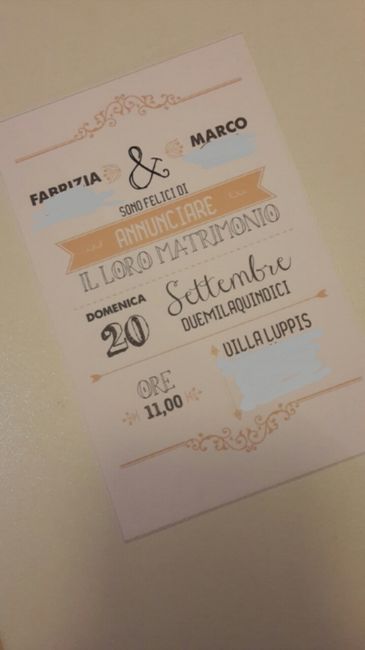 FABRIZIA & MARCO
SONO FELICI DI
ANNUNCIARE
IL LORO MATRIMONIO
DOMENICA
20
Settembre
DUEMILAQUINDICI
ORE
11,00
VILLA LUPPIS